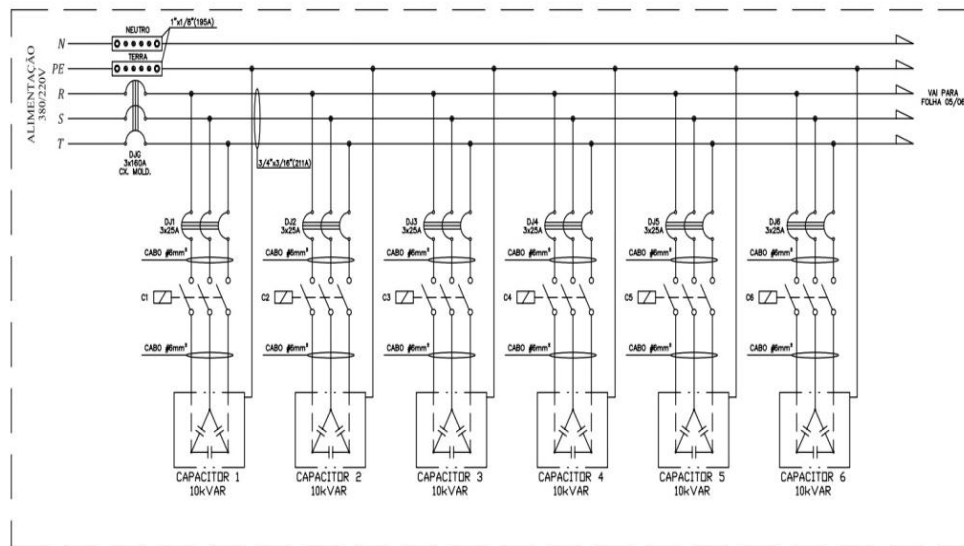 1"x1/8"(195A)
NEUTRO
N
TERRA
PE
R
S
T
ALIMENTAÇÃO
380/220V
DJG
3x160A
CX. MOLD.
3/4"x3/16"(211A)
VAI PARA
FOLHA 05/06
DJ1
3x25A
DJ2
3x25A
DJ3
3x25A
DJ4
3x25A
DJ5
3x25A
DJ6
3x25A
CABO #6mm²
CABO #6mm²
CABO #6mm²
CABO #6mm²
CABO #6mm²
CABO #6mm²
C1
C2
C3
C4
C5
C6
CABO #6mm²
CABO #6mm²
CABO #6mm²
CABO #6mm²
CABO #6mm²
CABO #6mm²
CAPACITOR 1
10kVAR
CAPACITOR 2
10kVAR
CAPACITOR 3
10kVAR
CAPACITOR 4
10kVAR
CAPACITOR 5
10kVAR
CAPACITOR 6
10kVAR